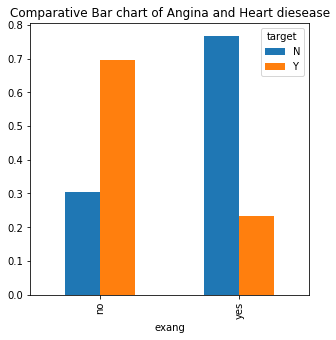 Comparative Bar chart of Angina and Heart diesease
target
N
Y
0.8
0.7
0.6
0.5
0.4
0.3
0.2
0.1
0.0
no
yes
exang